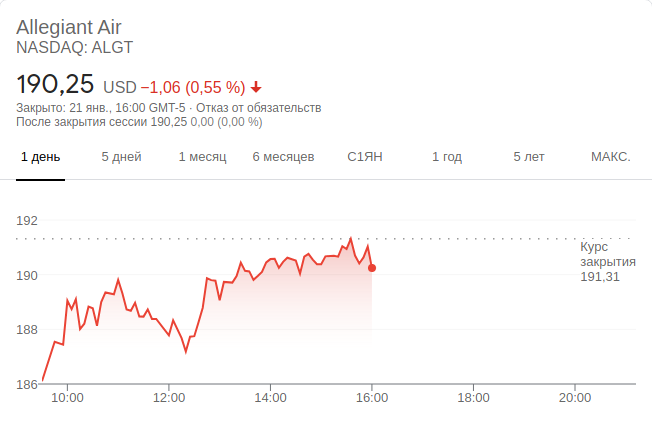 Allegiant Air
NASDAQ: ALGT
190,25 USD −1,06 (0,55 %)
Закрыто: 21 янв., 16:00 GMT-5 · Отказ от обязательств
После закрытия сессии 190,25 0,00 (0,00 %)
1 день 5 дней 1 месяц 6 месяцев С1ЯН 1 год 5 лет МАКС.
192
190
188
186
Курс
закрытия
191,31
10:00 12:00 14:00 16:00 18:00 20:00